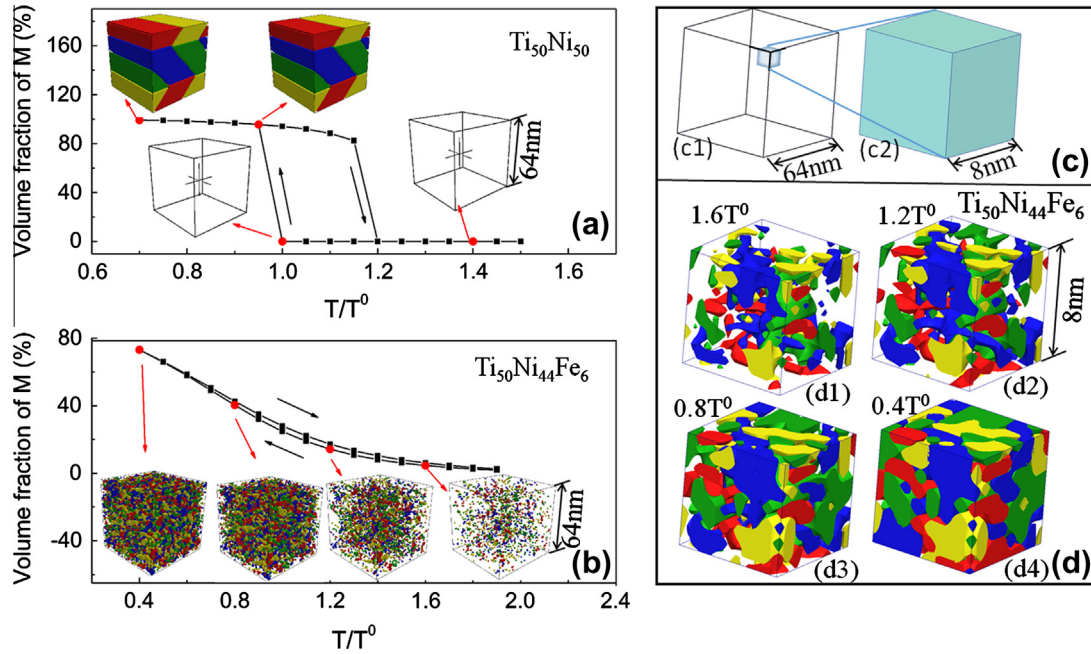 Volume fraction of M (%)
160
120
80
40
0
Ti₅₀Ni₅₀
64nm
(a)
0.6 0.8 1.0 1.2 1.4 1.6
T/T⁰
Volume fraction of M (%)
80
40
0
-40
Ti₅₀Ni₄₄Fe₆
64nm
(b)
0.4 0.8 1.2 1.6 2.0 2.4
T/T⁰
(c1)
64nm
(c2)
8nm
(c)
Ti₅₀Ni₄₄Fe₆
1.6T⁰
1.2T⁰
8nm
(d1)
(d2)
0.8T⁰
0.4T⁰
(d3)
(d4)
(d)